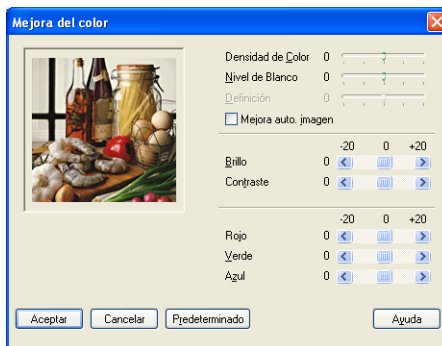 Mejora del color
Densidad de Color 0
Nivel de Blanco 0
Definición 0
Mejora auto. imagen
-20 0 +20
Brillo 0
Contraste 0
-20 0 +20
Rojo 0
Verde 0
Azul 0
Aceptar Cancelar Predeterminado Ayuda